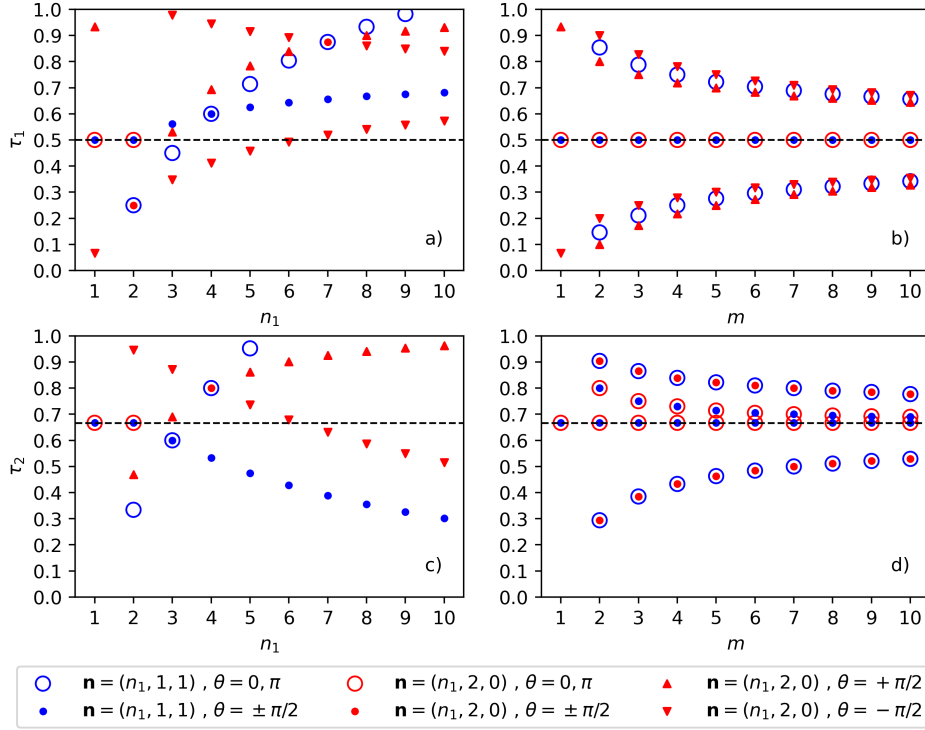 1.0
0.9
0.8
0.7
0.6
0.5
0.4
0.3
0.2
0.1
0.0
τ1
1 2 3 4 5 6 7 8 9 10
n1
a)
1.0
0.9
0.8
0.7
0.6
0.5
0.4
0.3
0.2
0.1
0.0
1 2 3 4 5 6 7 8 9 10
m
b)
1.0
0.9
0.8
0.7
0.6
0.5
0.4
0.3
0.2
0.1
0.0
τ2
1 2 3 4 5 6 7 8 9 10
n1
c)
1.0
0.9
0.8
0.7
0.6
0.5
0.4
0.3
0.2
0.1
0.0
1 2 3 4 5 6 7 8 9 10
m
d)
n = (n1, 1, 1) , θ = 0, π
n = (n1, 1, 1) , θ = ± π/2
n = (n1, 2, 0) , θ = 0, π
n = (n1, 2, 0) , θ = ± π/2
n = (n1, 2, 0) , θ = + π/2
n = (n1, 2, 0) , θ = − π/2